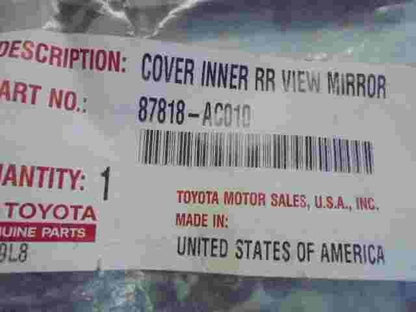 DESCRIPTION: COVER INNER RR VIEW MIRROR
ART NO.: 87818-AC010
ANTITY: 1
TOYOTA MOTOR SALES, U.S.A., INC.
TOYOTA
MADE IN:
UINE PARTS
UNITED STATES OF AMERICA
9L8